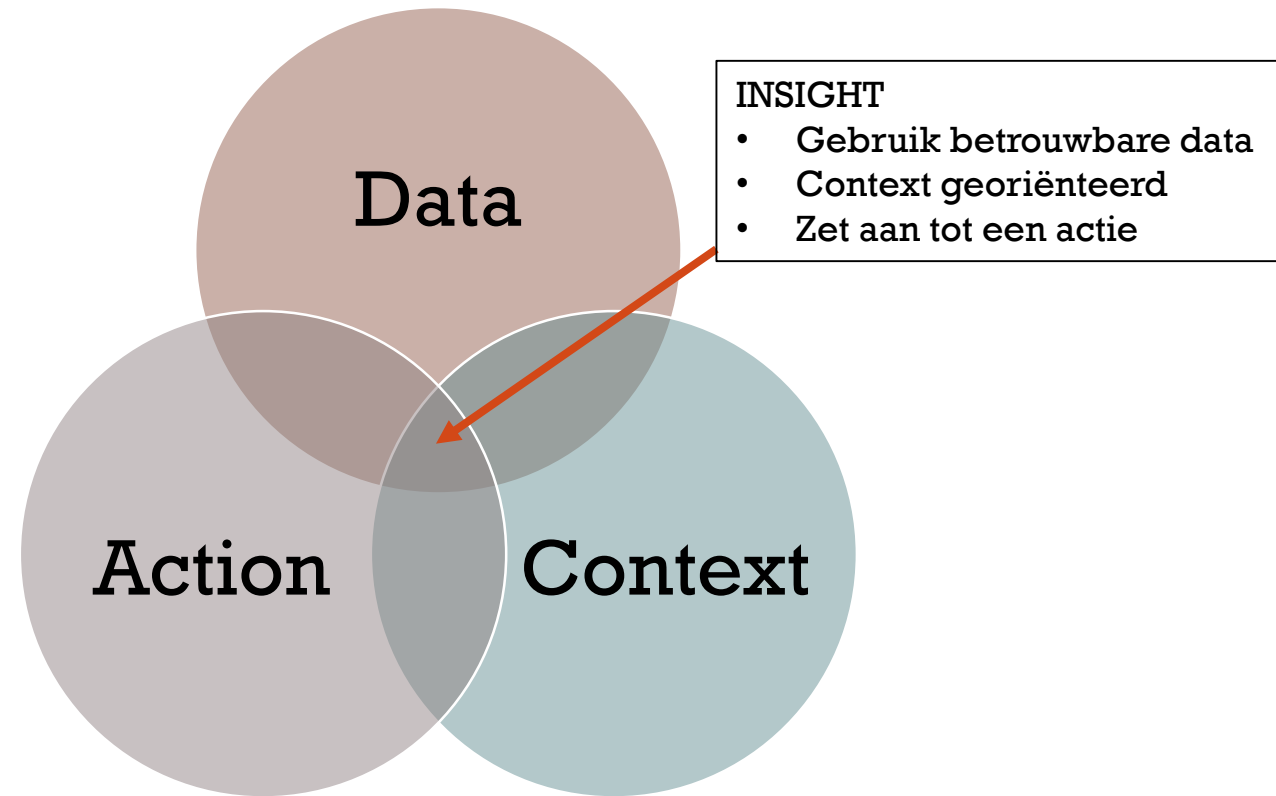 Data
INSIGHT
• Gebruik betrouwbare data
• Context georiënteerd
• Zet aan tot een actie
Action
Context